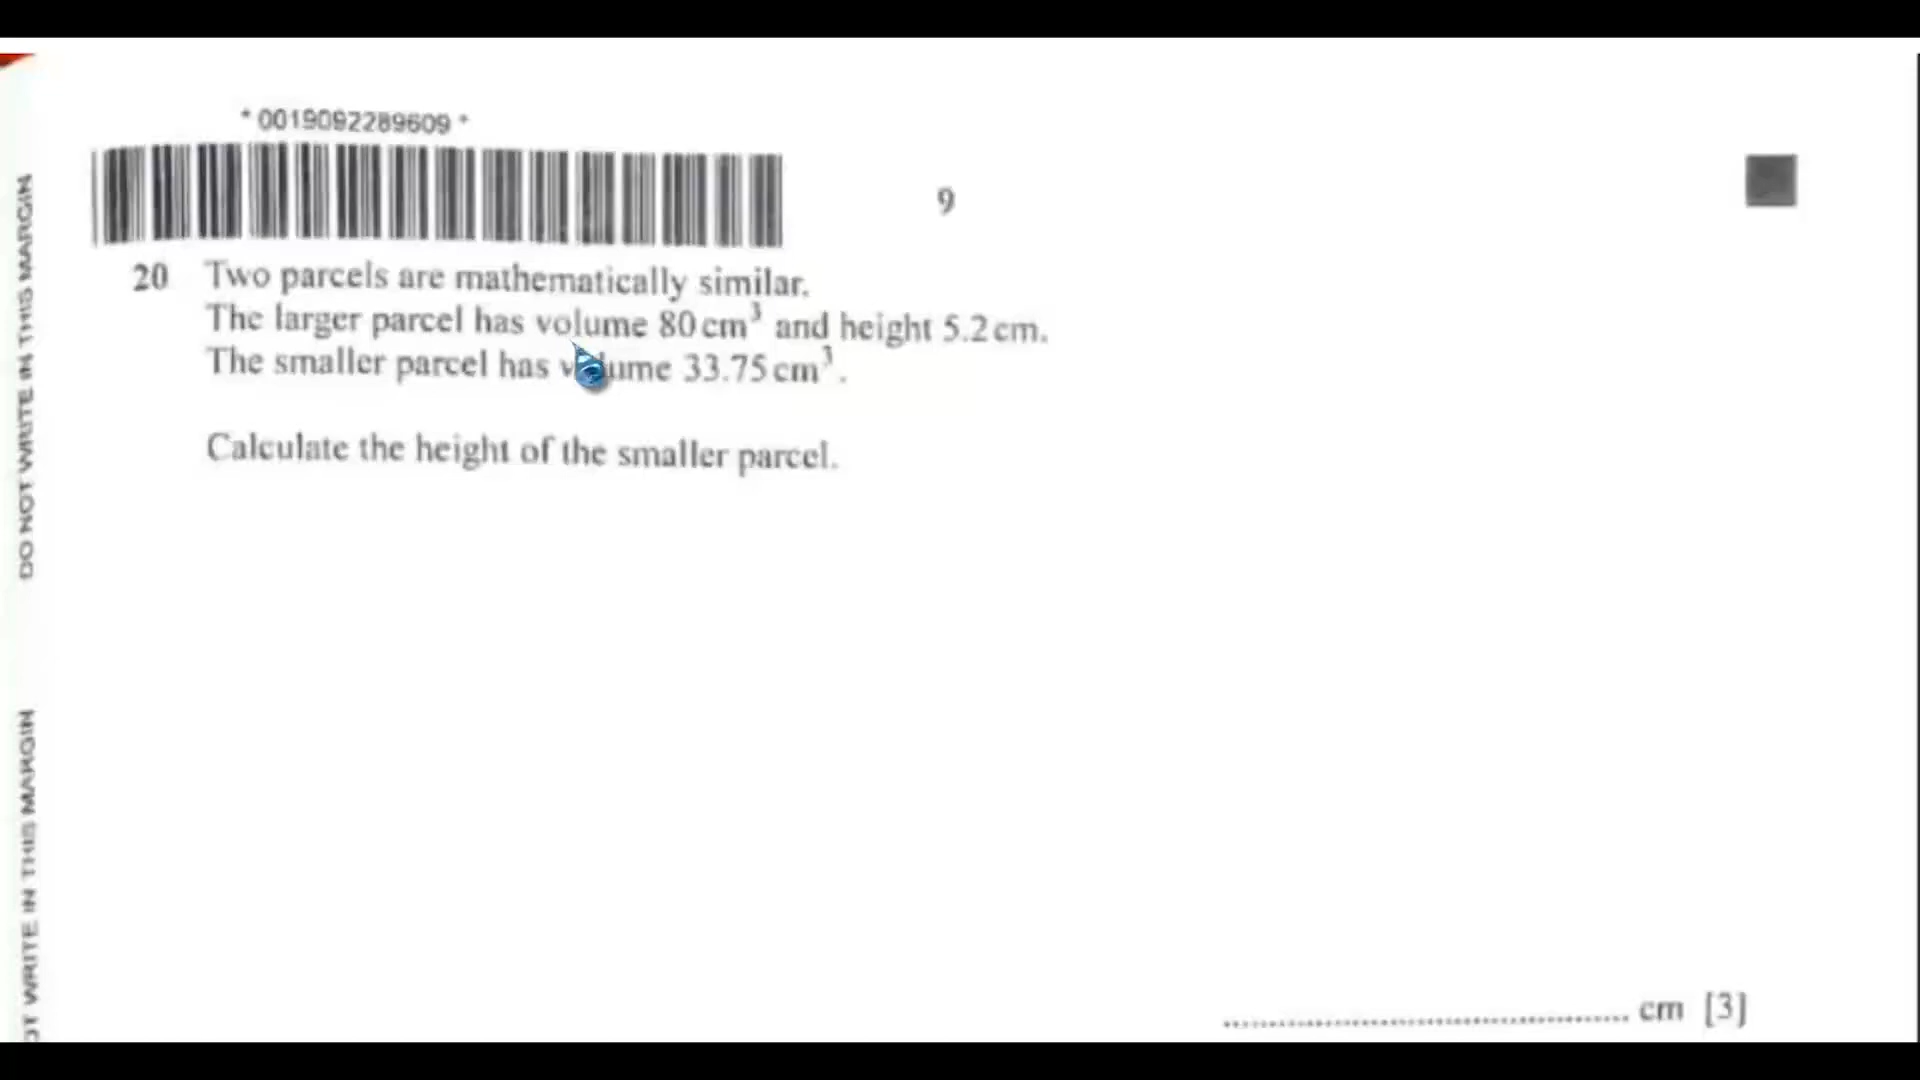 * 0019092289609 *
9
20 Two parcels are mathematically similar.
The larger parcel has volume 80 cm³ and height 5.2 cm.
The smaller parcel has volume 33.75 cm³.
Calculate the height of the smaller parcel.
.................................................. cm [3]
DO NOT WRITE IN THIS MARGIN
OT WRITE IN THIS MARGIN